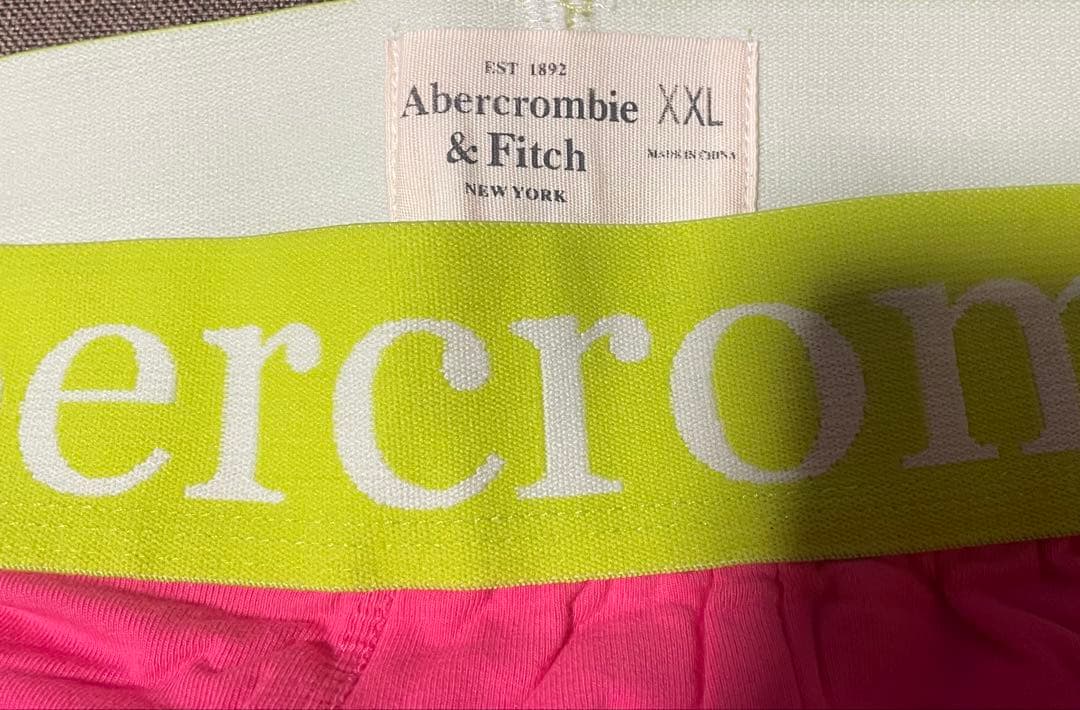 EST 1892
Abercrombie XXL
& Fitch MADE IN CHINA
NEW YORK
ercrom